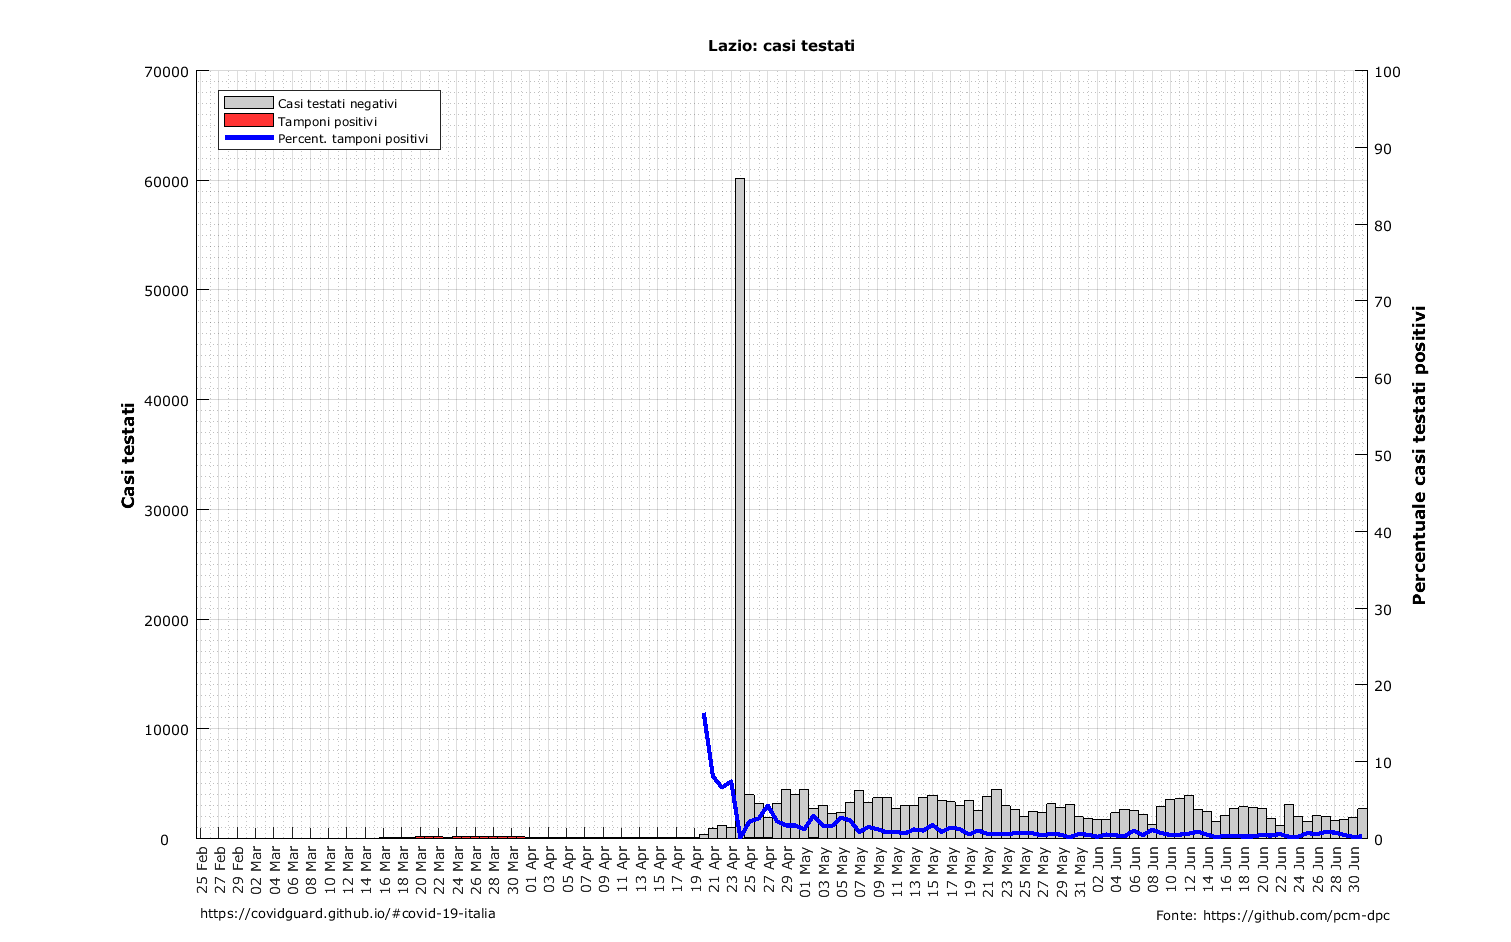 Lazio: casi testati
Casi testati negativi
Tamponi positivi
Percent. tamponi positivi
70000
60000
50000
40000
30000
20000
10000
0
Casi testati
100
90
80
70
60
50
40
30
20
10
0
Percentuale casi testati positivi
25 Feb
27 Feb
29 Feb
02 Mar
04 Mar
06 Mar
08 Mar
10 Mar
12 Mar
14 Mar
16 Mar
18 Mar
20 Mar
22 Mar
24 Mar
26 Mar
28 Mar
30 Mar
01 Apr
03 Apr
05 Apr
07 Apr
09 Apr
11 Apr
13 Apr
15 Apr
17 Apr
19 Apr
21 Apr
23 Apr
25 Apr
27 Apr
29 Apr
01 May
03 May
05 May
07 May
09 May
11 May
13 May
15 May
17 May
19 May
21 May
23 May
25 May
27 May
29 May
31 May
02 Jun
04 Jun
06 Jun
08 Jun
10 Jun
12 Jun
14 Jun
16 Jun
18 Jun
20 Jun
22 Jun
24 Jun
26 Jun
28 Jun
30 Jun
https://covidguard.github.io/#covid-19-italia
Fonte: https://github.com/pcm-dpc